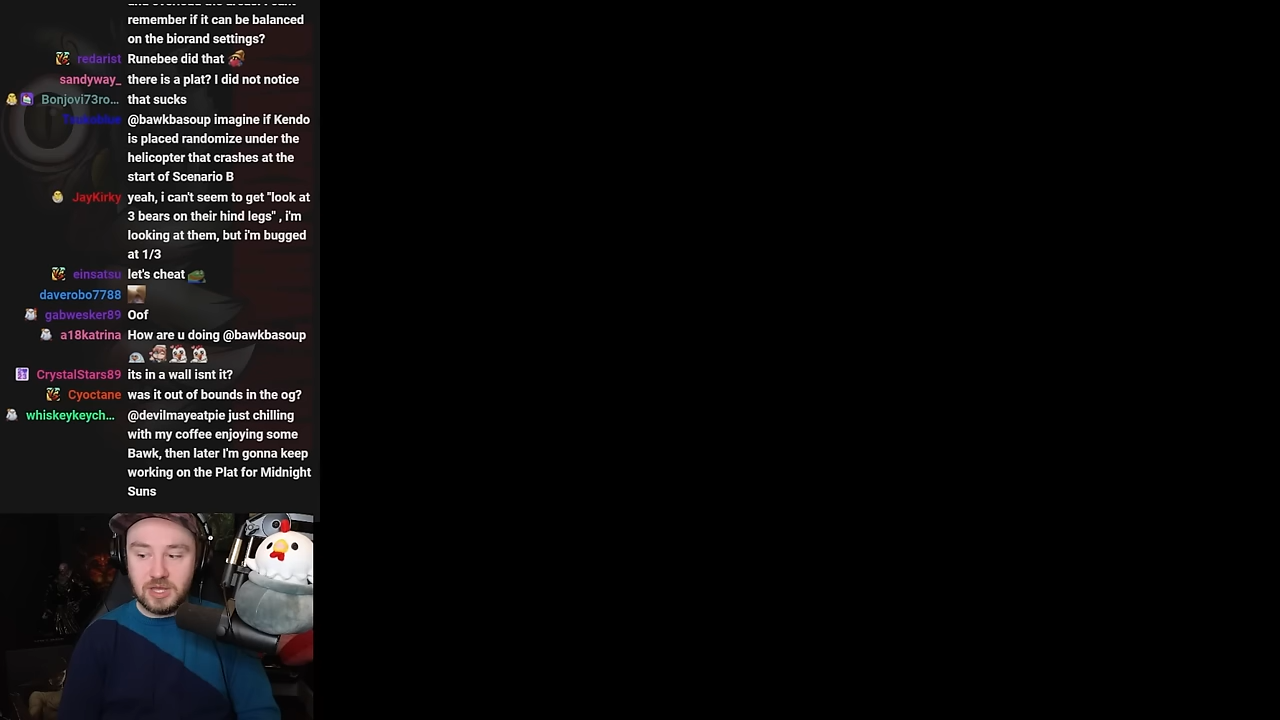 remember if it can be balanced
on the biorand settings?
redarist Runebee did that
sandyway_ there is a plat? I did not notice
Bonjovi73ro... that sucks
@bawkbasoup imagine if Kendo
is placed randomize under the
helicopter that crashes at the
start of Scenario B
JayKirky yeah, i can't seem to get "look at
3 bears on their hind legs" , i'm
looking at them, but i'm bugged
at 1/3
einsatsu let's cheat
daverobo7788
gabwesker89 Oof
a18katrina How are u doing @bawkbasoup
CrystalStars89 its in a wall isnt it?
Cyoctane was it out of bounds in the og?
whiskeykeych... @devilmayeatpie just chilling
with my coffee enjoying some
Bawk, then later I'm gonna keep
working on the Plat for Midnight
Suns